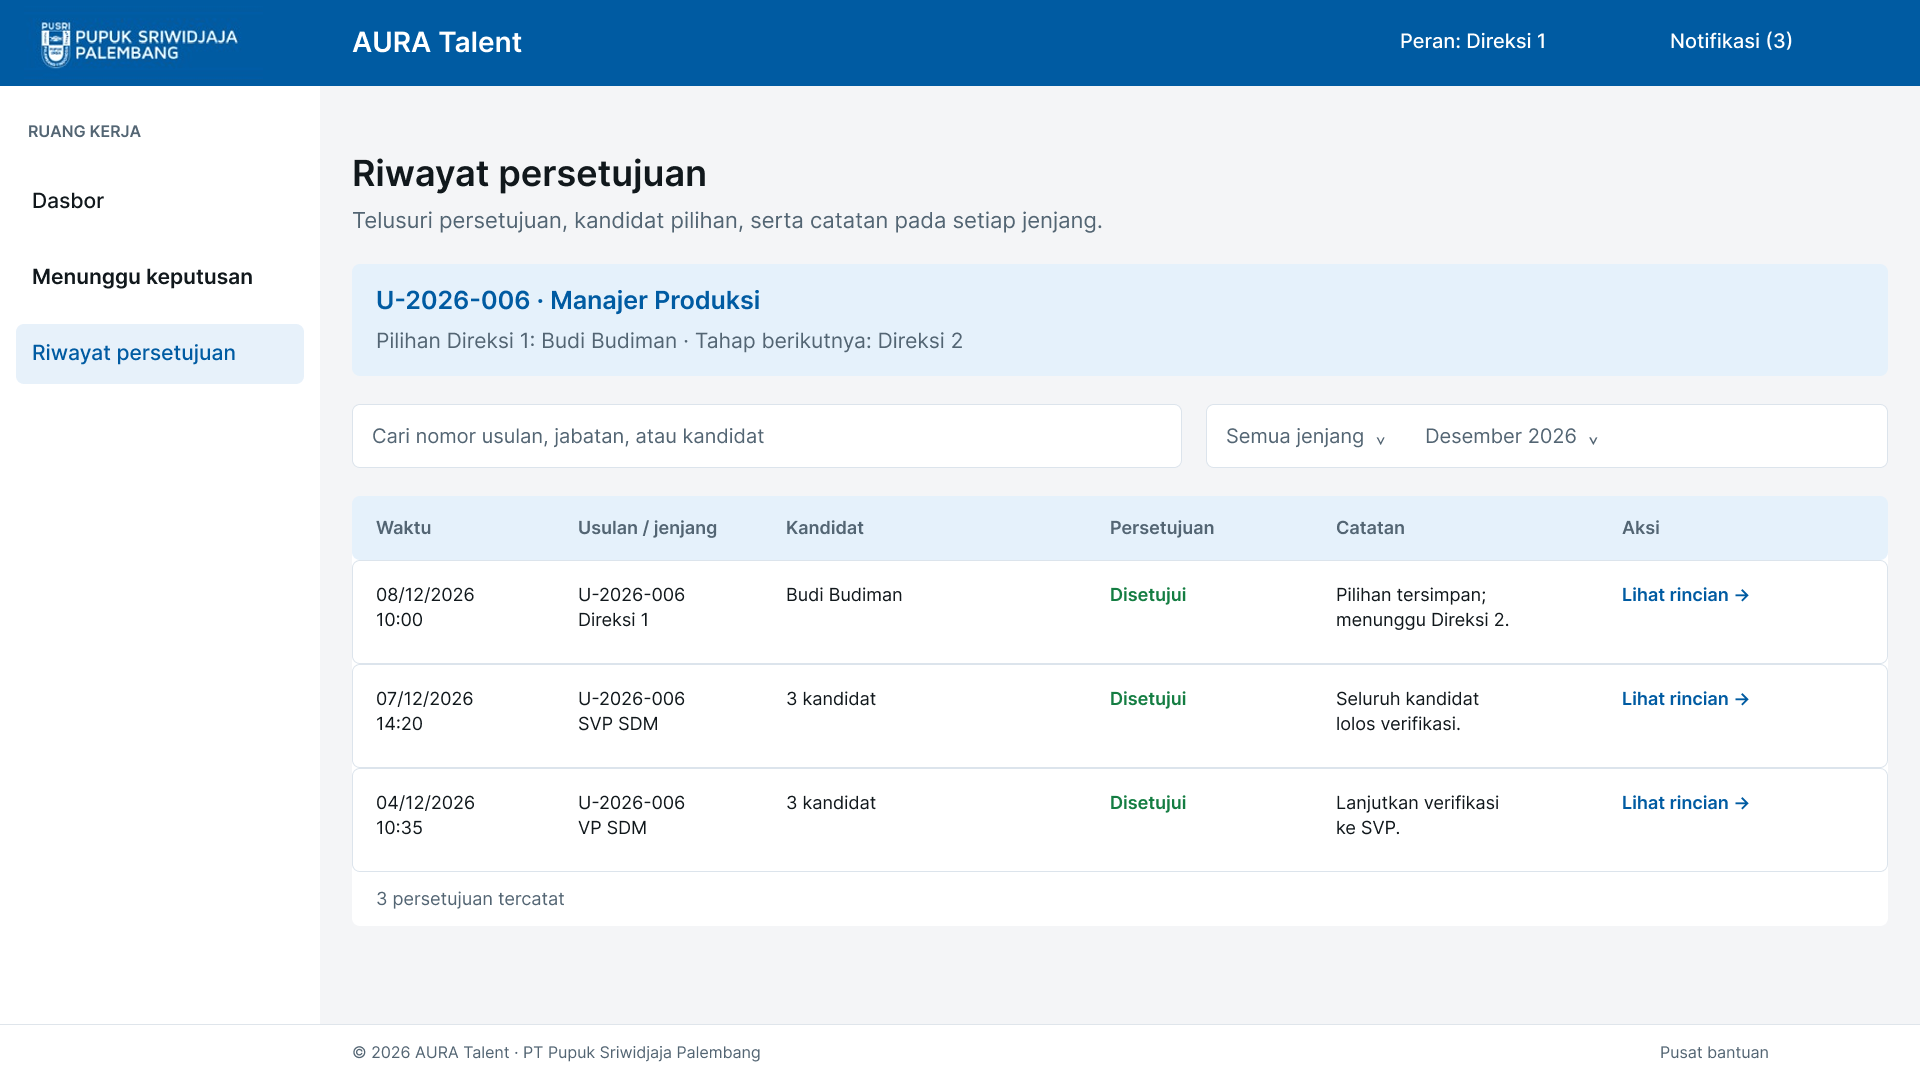 PUSRI
PUPUK SRIWIDJAJA
PALEMBANG
AURA Talent
Peran: Direksi 1
Notifikasi (3)
RUANG KERJA
Dasbor
Menunggu keputusan
Riwayat persetujuan
Riwayat persetujuan
Telusuri persetujuan, kandidat pilihan, serta catatan pada setiap jenjang.
U-2026-006 · Manajer Produksi
Pilihan Direksi 1: Budi Budiman · Tahap berikutnya: Direksi 2
Cari nomor usulan, jabatan, atau kandidat
Semua jenjang
Desember 2026
Waktu Usulan / jenjang Kandidat Persetujuan Catatan Aksi
08/12/2026 U-2026-006 Budi Budiman Disetujui Pilihan tersimpan; Lihat rincian →
10:00 Direksi 1 menunggu Direksi 2.
07/12/2026 U-2026-006 3 kandidat Disetujui Seluruh kandidat Lihat rincian →
14:20 SVP SDM lolos verifikasi.
04/12/2026 U-2026-006 3 kandidat Disetujui Lanjutkan verifikasi Lihat rincian →
10:35 VP SDM ke SVP.
3 persetujuan tercatat
© 2026 AURA Talent · PT Pupuk Sriwidjaja Palembang
Pusat bantuan